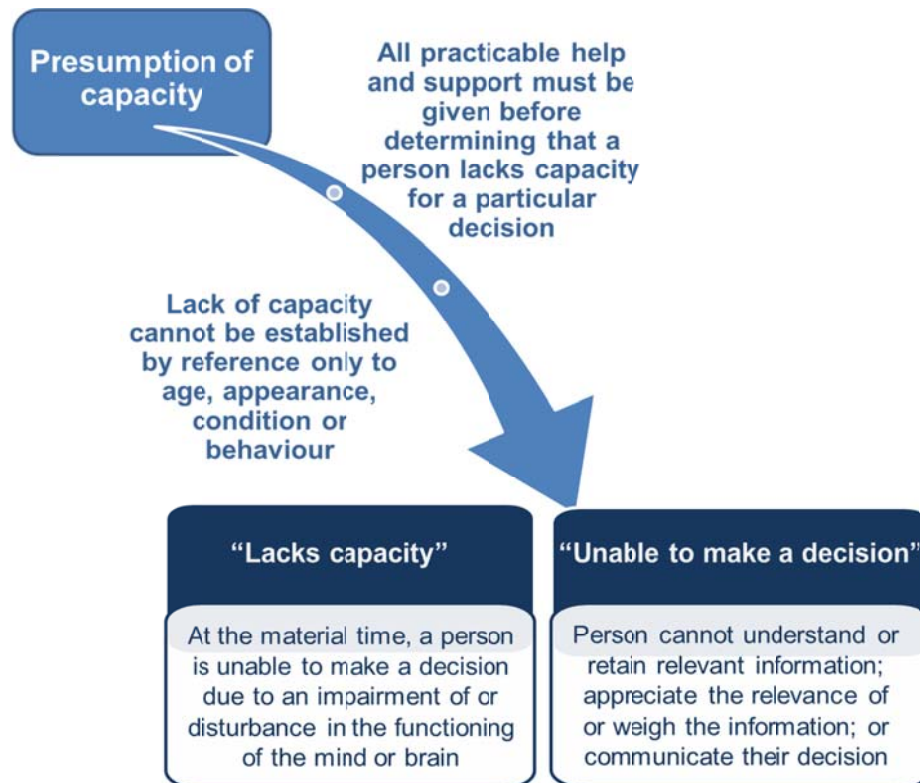 Presumption of
capacity
All practicable help
and support must be
given before
determining that a
person lacks capacity
for a particular
decision
Lack of capacity
cannot be established
by reference only to
age, appearance,
condition or
behaviour
“Lacks capacity”
At the material time, a person
is unable to make a decision
due to an impairment of or
disturbance in the functioning
of the mind or brain
“Unable to make a decision”
Person cannot understand or
retain relevant information;
appreciate the relevance of
or weigh the information; or
communicate their decision